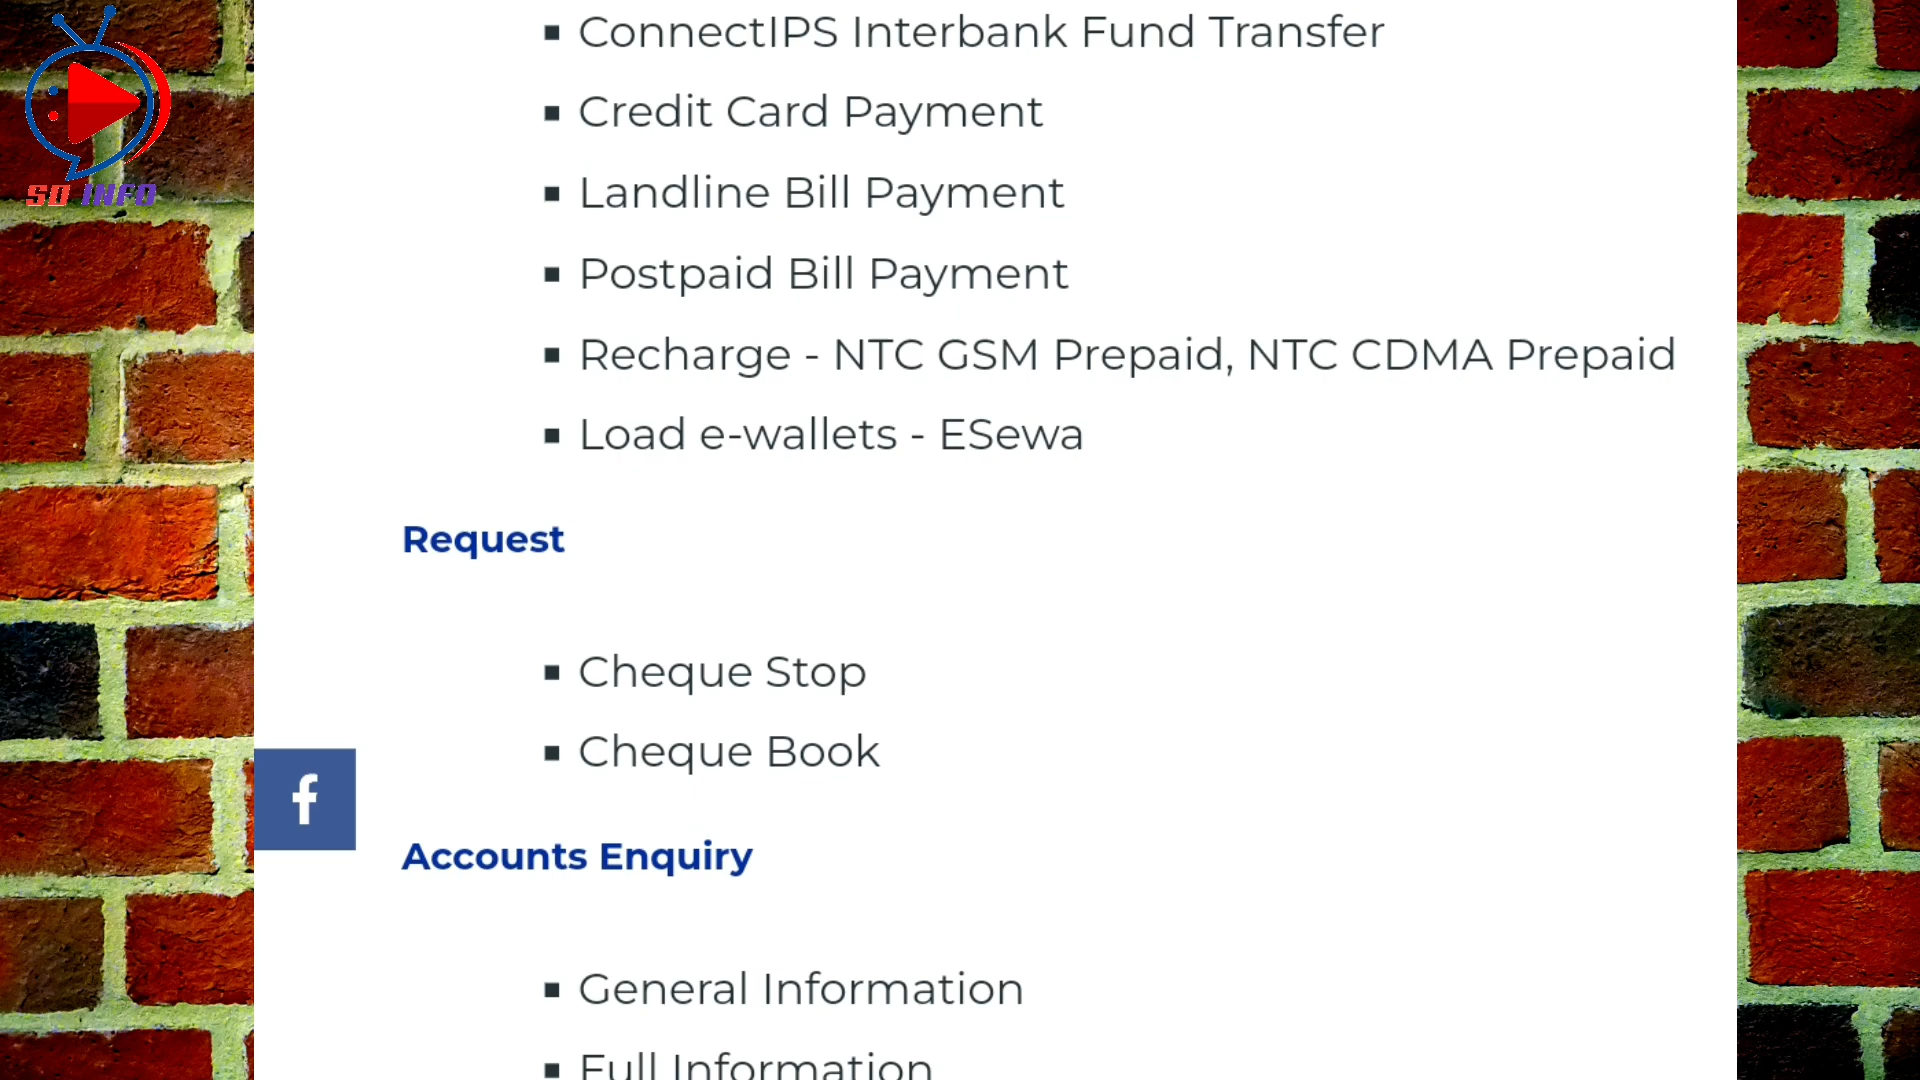 ConnectIPS Interbank Fund Transfer
Credit Card Payment
Landline Bill Payment
SD INFO
Postpaid Bill Payment
Recharge - NTC GSM Prepaid, NTC CDMA Prepaid
Load e-wallets - ESewa
Request
Cheque Stop
Cheque Book
f
Accounts Enquiry
General Information
Full Information